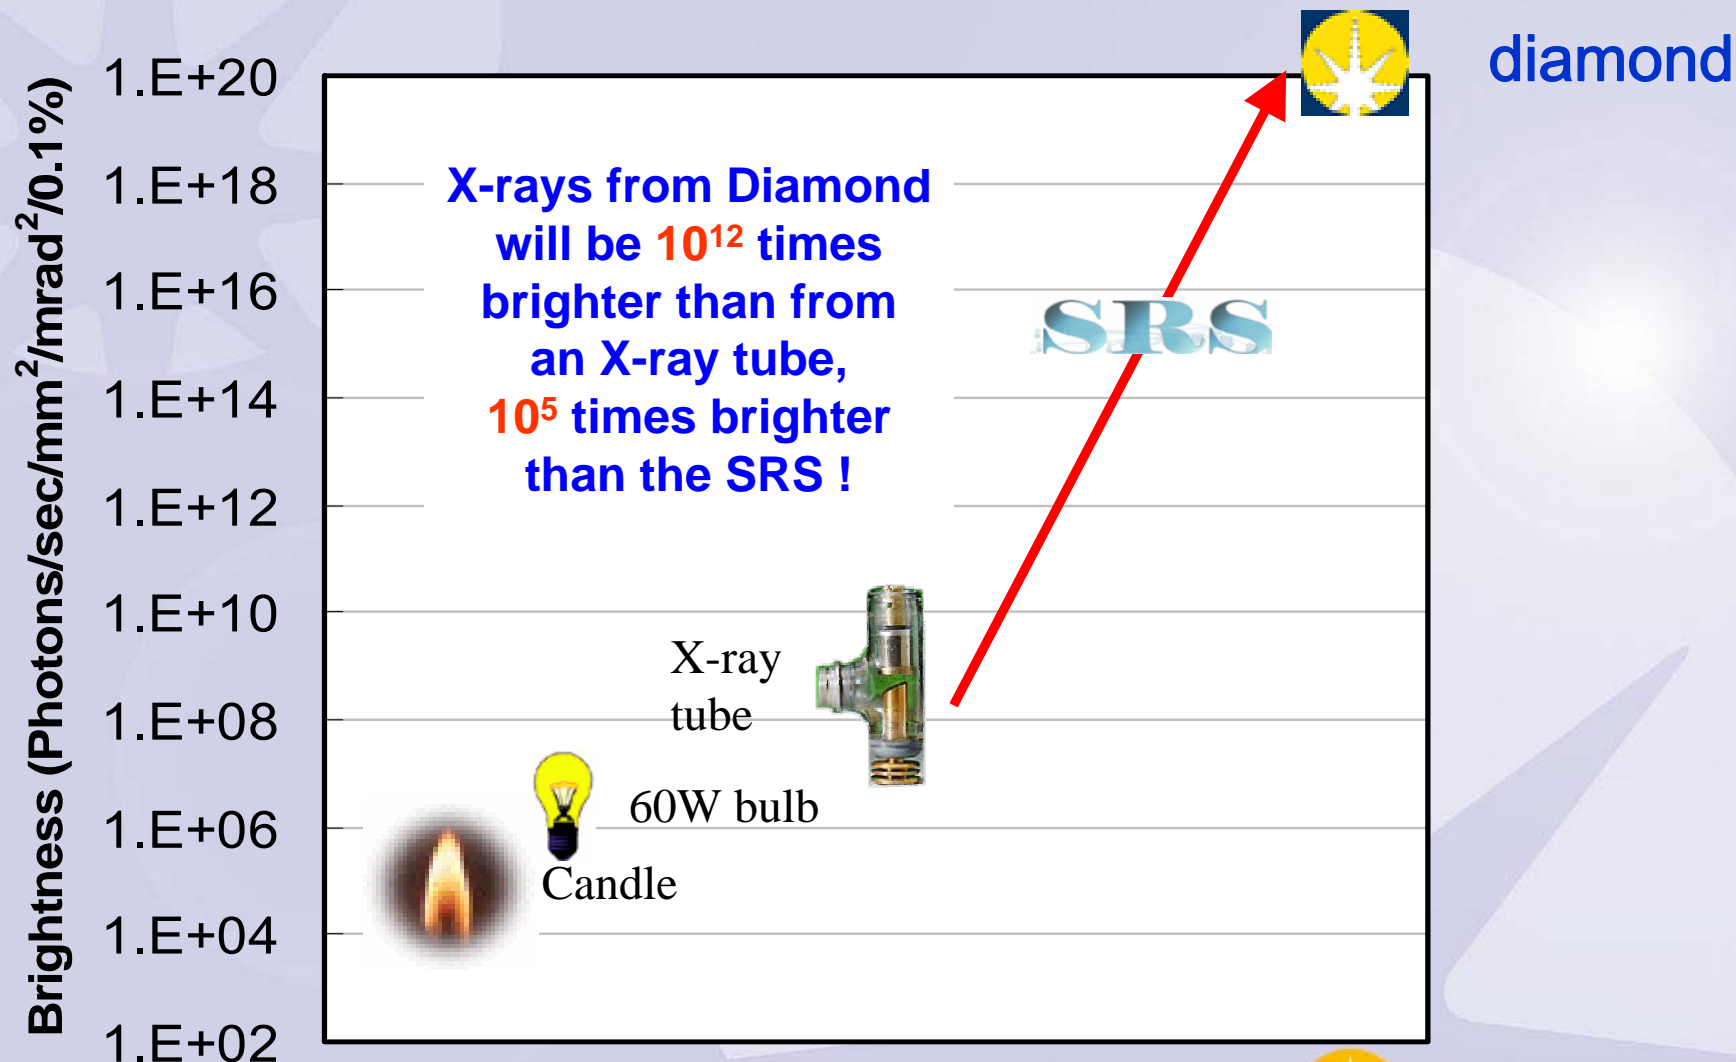 diamond
Brightness (Photons/sec/mm²/mrad²/0.1%)
1.E+20
1.E+18
1.E+16
1.E+14
1.E+12
1.E+10
1.E+08
1.E+06
1.E+04
1.E+02
X-rays from Diamond
will be 10¹² times
brighter than from
an X-ray tube,
10⁵ times brighter
than the SRS !
SRS
X-ray
tube
60W bulb
Candle